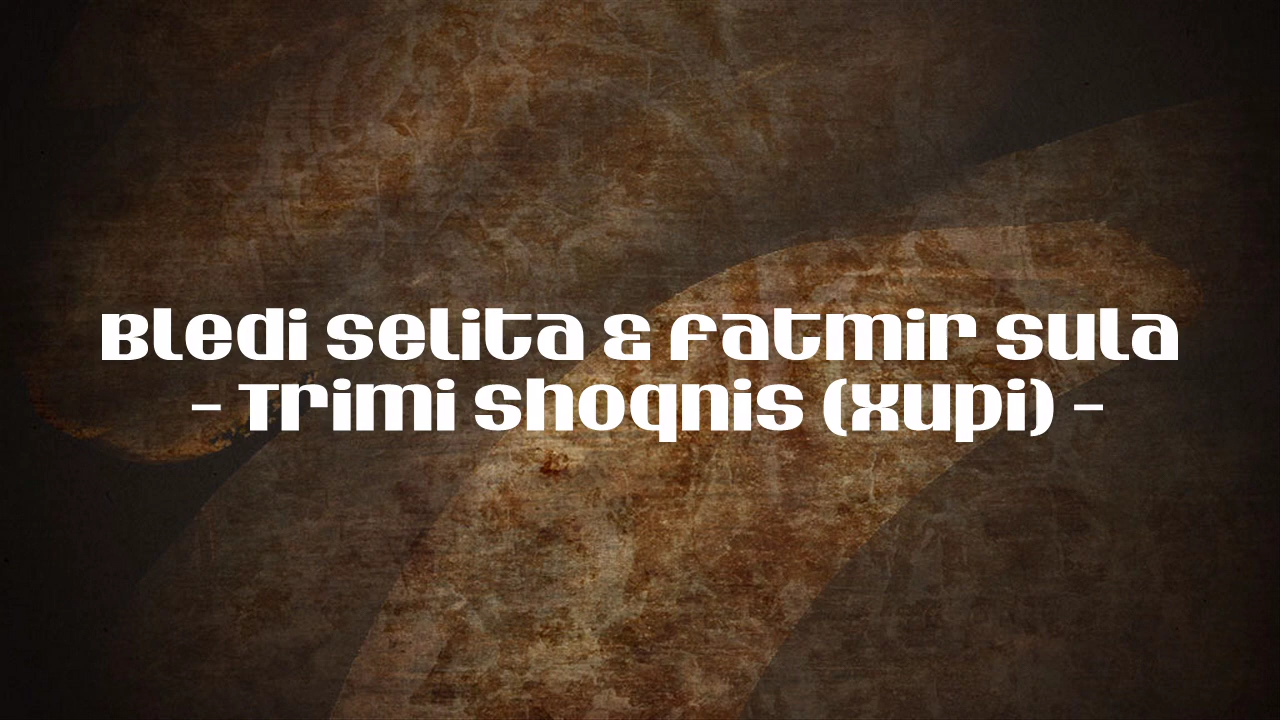 Bledi Selita & Fatmir Sula
- Trimi Shoqnis (Xupi) -